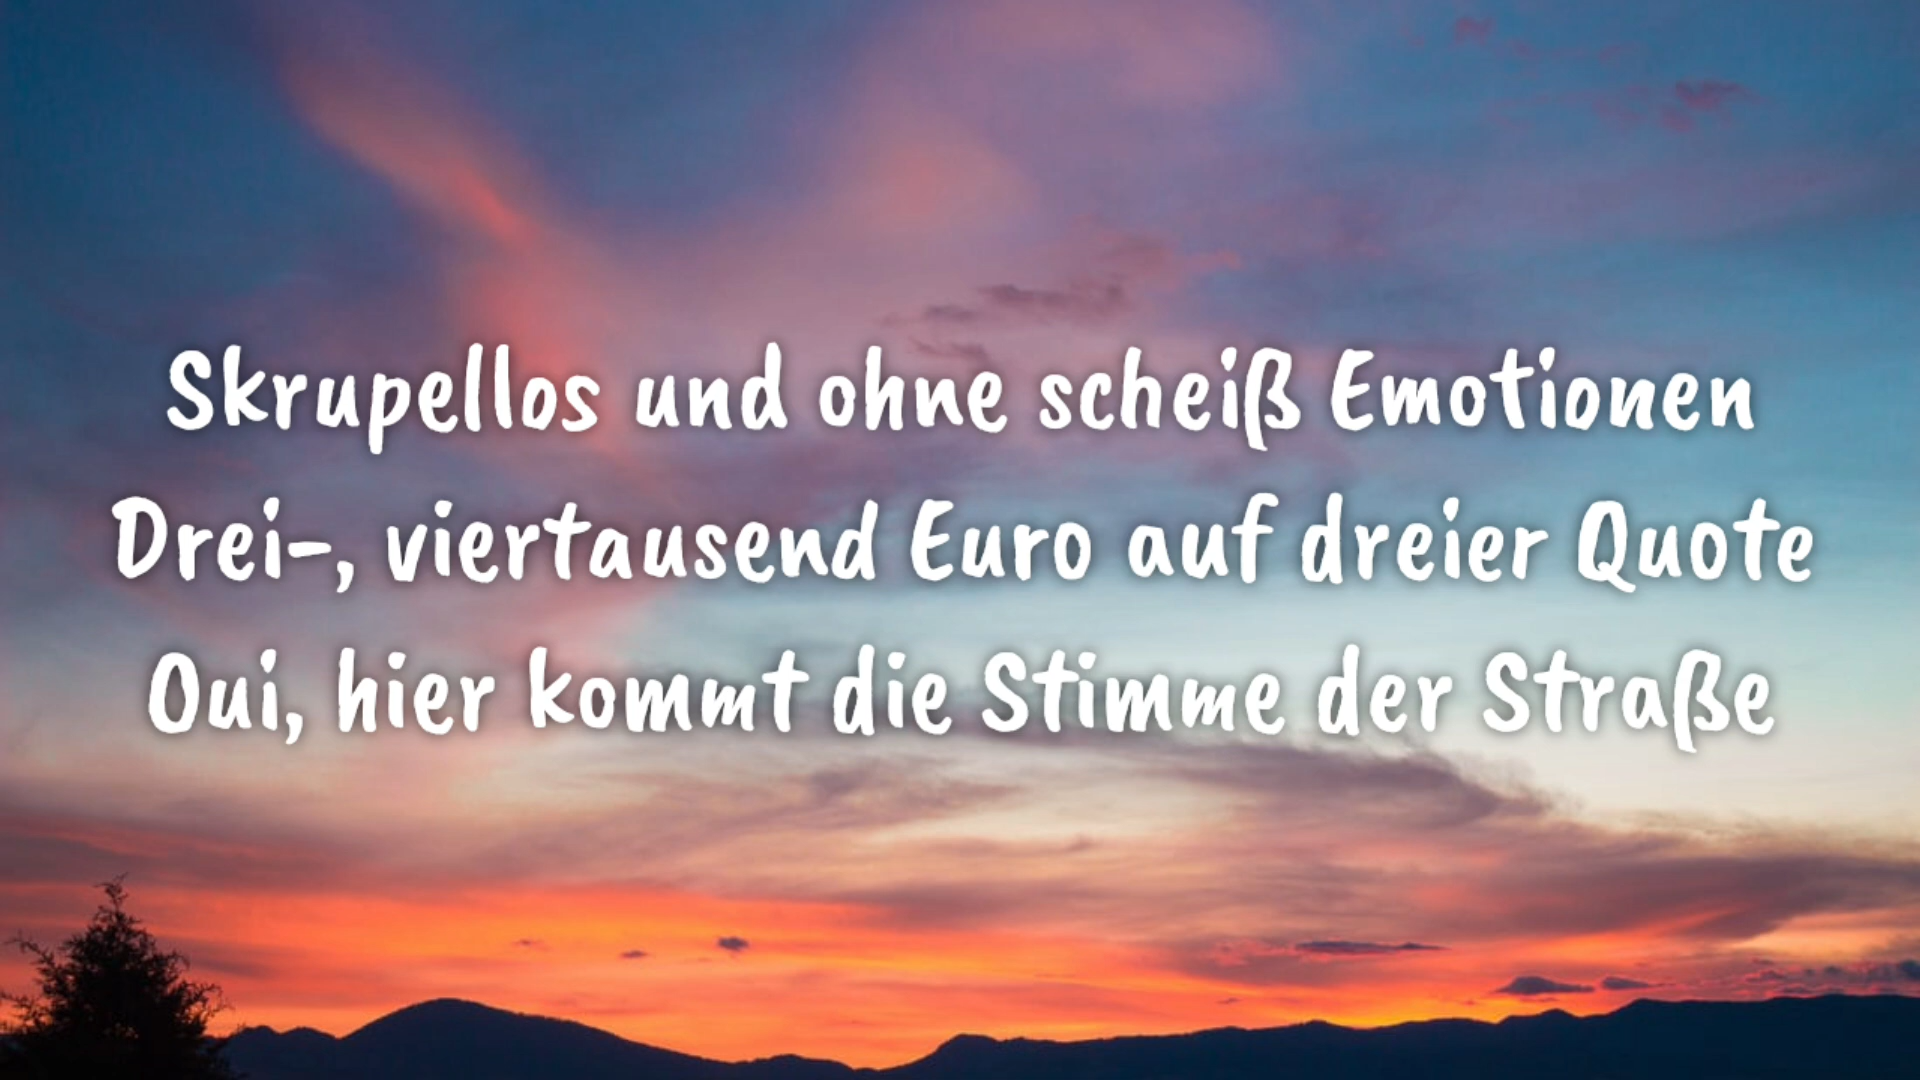 Skrupellos und ohne scheiß Emotionen
Drei-, viertausend Euro auf dreier Quote
Oui, hier kommt die Stimme der Straße